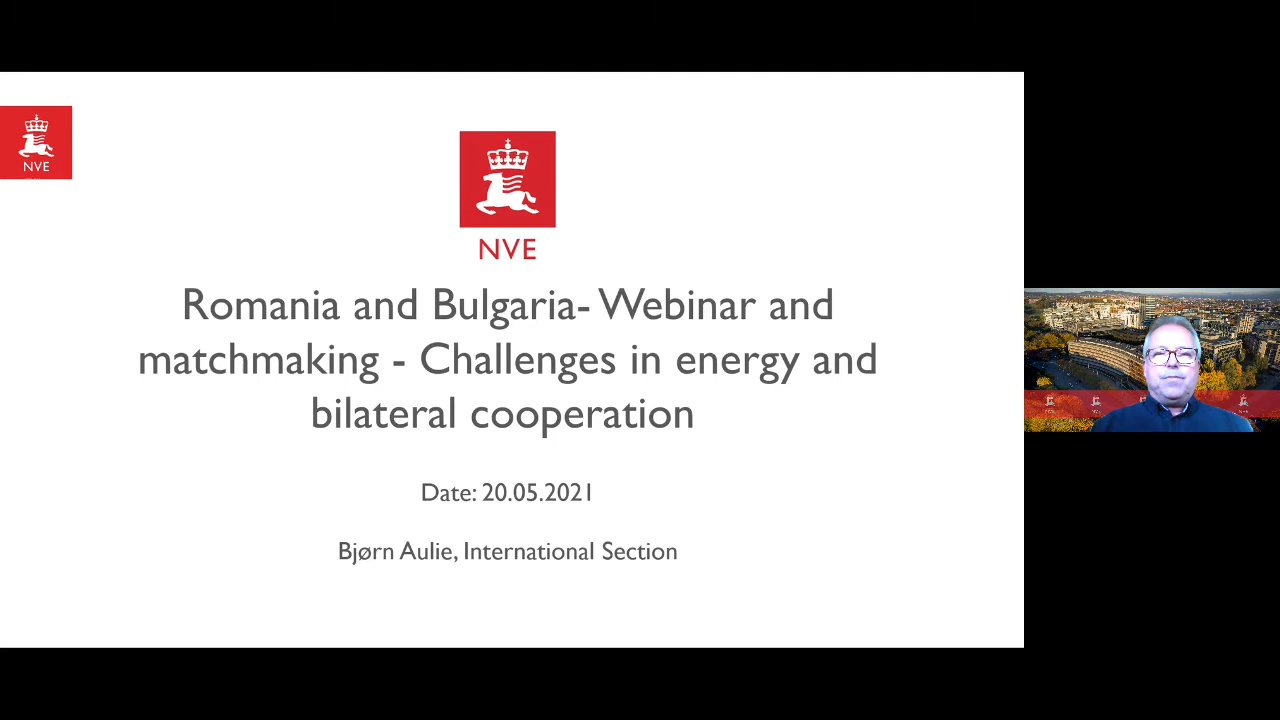 NVE
NVE
Romania and Bulgaria- Webinar and
matchmaking - Challenges in energy and
bilateral cooperation
Date: 20.05.2021
Bjørn Aulie, International Section